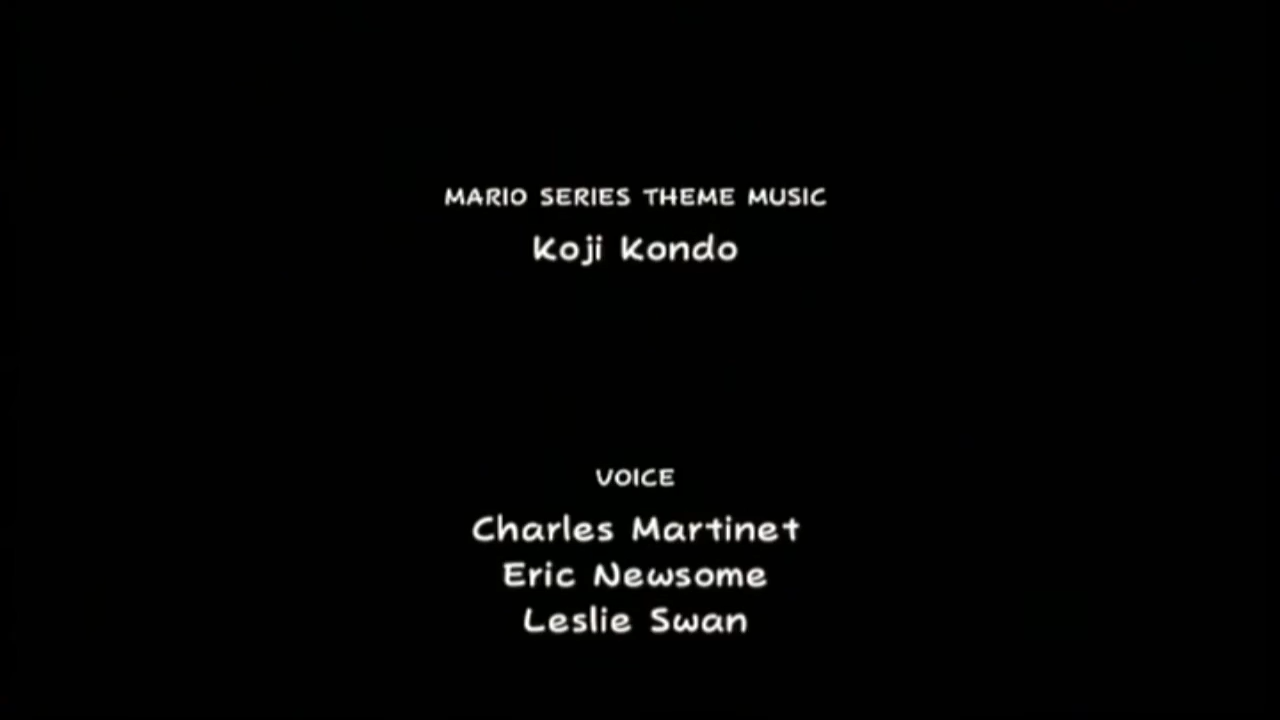 MARIO SERIES THEME MUSIC
Koji Kondo
VOICE
Charles Martinet
Eric Newsome
Leslie Swan